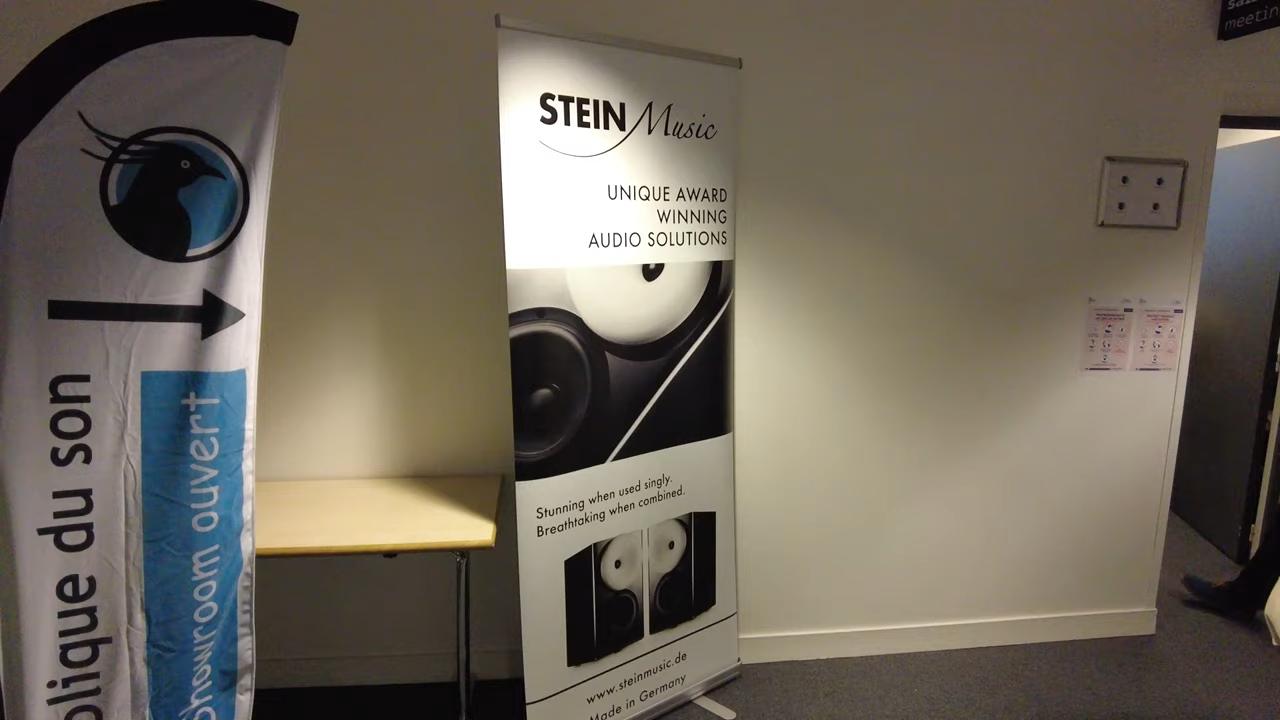 blique du son
showroom ouvert
STEIN Music
UNIQUE AWARD
WINNING
AUDIO SOLUTIONS
Stunning when used singly.
Breathtaking when combined.
www.steinmusic.de
Made in Germany
meetin